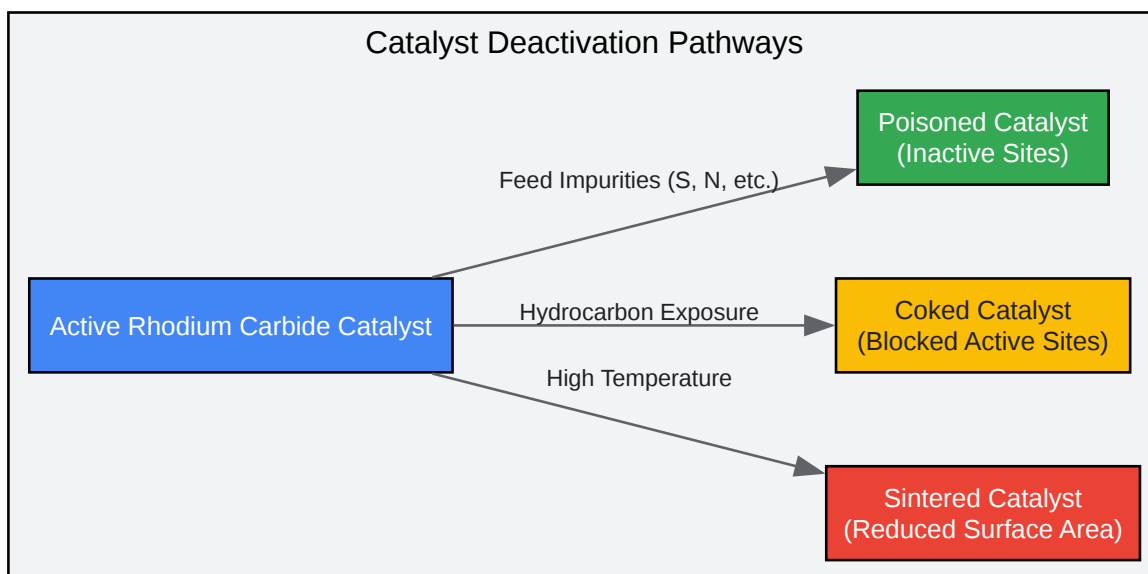 Catalyst Deactivation Pathways
Poisoned Catalyst
(Inactive Sites)
Feed Impurities (S, N, etc.)
Active Rhodium Carbide Catalyst
Hydrocarbon Exposure
Coked Catalyst
(Blocked Active Sites)
High Temperature
Sintered Catalyst
(Reduced Surface Area)